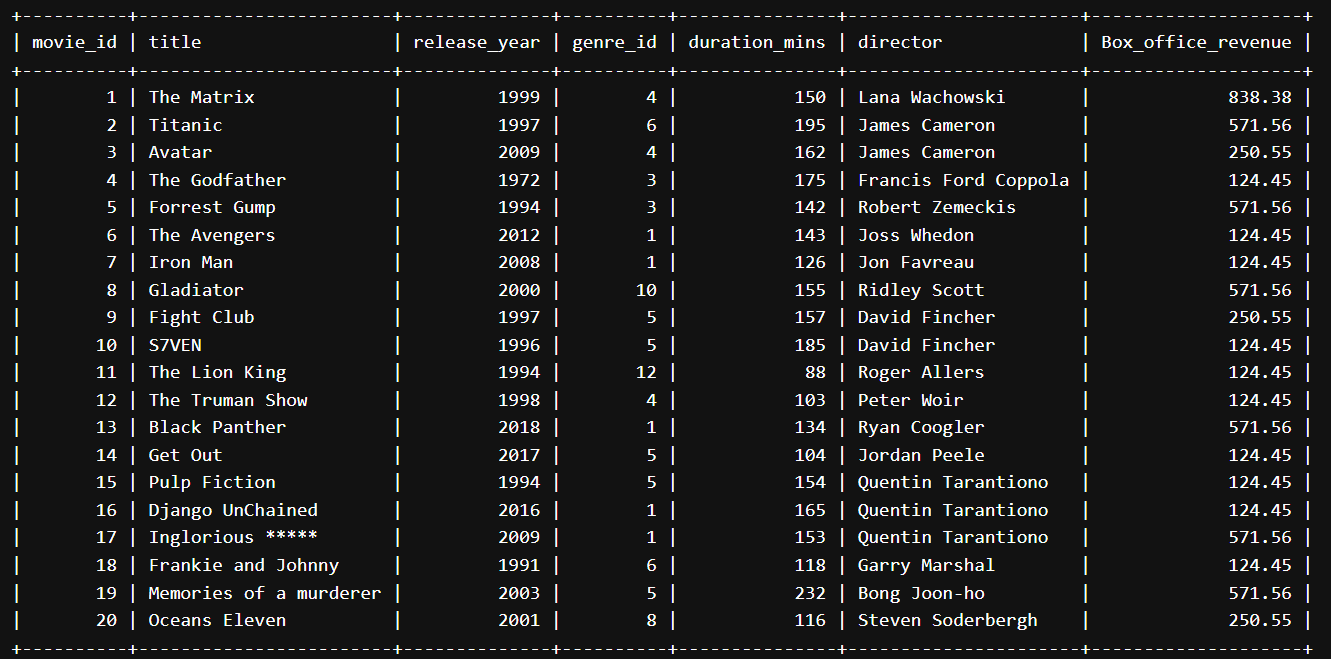 +----------+------------------------+--------------+----------+---------------+----------------------+--------------------+
| movie_id | title                  | release_year | genre_id | duration_mins | director             | Box_office_revenue |
+----------+------------------------+--------------+----------+---------------+----------------------+--------------------+
|        1 | The Matrix             |         1999 |        4 |           150 | Lana Wachowski       |             838.38 |
|        2 | Titanic                |         1997 |        6 |           195 | James Cameron        |             571.56 |
|        3 | Avatar                 |         2009 |        4 |           162 | James Cameron        |             250.55 |
|        4 | The Godfather          |         1972 |        3 |           175 | Francis Ford Coppola |             124.45 |
|        5 | Forrest Gump           |         1994 |        3 |           142 | Robert Zemeckis      |             571.56 |
|        6 | The Avengers           |         2012 |        1 |           143 | Joss Whedon          |             124.45 |
|        7 | Iron Man               |         2008 |        1 |           126 | Jon Favreau          |             124.45 |
|        8 | Gladiator              |         2000 |       10 |           155 | Ridley Scott         |             571.56 |
|        9 | Fight Club             |         1997 |        5 |           157 | David Fincher        |             250.55 |
|       10 | S7VEN                  |         1996 |        5 |           185 | David Fincher        |             124.45 |
|       11 | The Lion King          |         1994 |       12 |            88 | Roger Allers         |             124.45 |
|       12 | The Truman Show        |         1998 |        4 |           103 | Peter Woir           |             124.45 |
|       13 | Black Panther          |         2018 |        1 |           134 | Ryan Coogler         |             571.56 |
|       14 | Get Out                |         2017 |        5 |           104 | Jordan Peele         |             124.45 |
|       15 | Pulp Fiction           |         1994 |        5 |           154 | Quentin Tarantiono   |             124.45 |
|       16 | Django UnChained       |         2016 |        1 |           165 | Quentin Tarantiono   |             124.45 |
|       17 | Inglorious *****       |         2009 |        1 |           153 | Quentin Tarantiono   |             571.56 |
|       18 | Frankie and Johnny     |         1991 |        6 |           118 | Garry Marshal        |             124.45 |
|       19 | Memories of a murderer |         2003 |        5 |           232 | Bong Joon-ho         |             571.56 |
|       20 | Oceans Eleven          |         2001 |        8 |           116 | Steven Soderbergh    |             250.55 |
+----------+------------------------+--------------+----------+---------------+----------------------+--------------------+